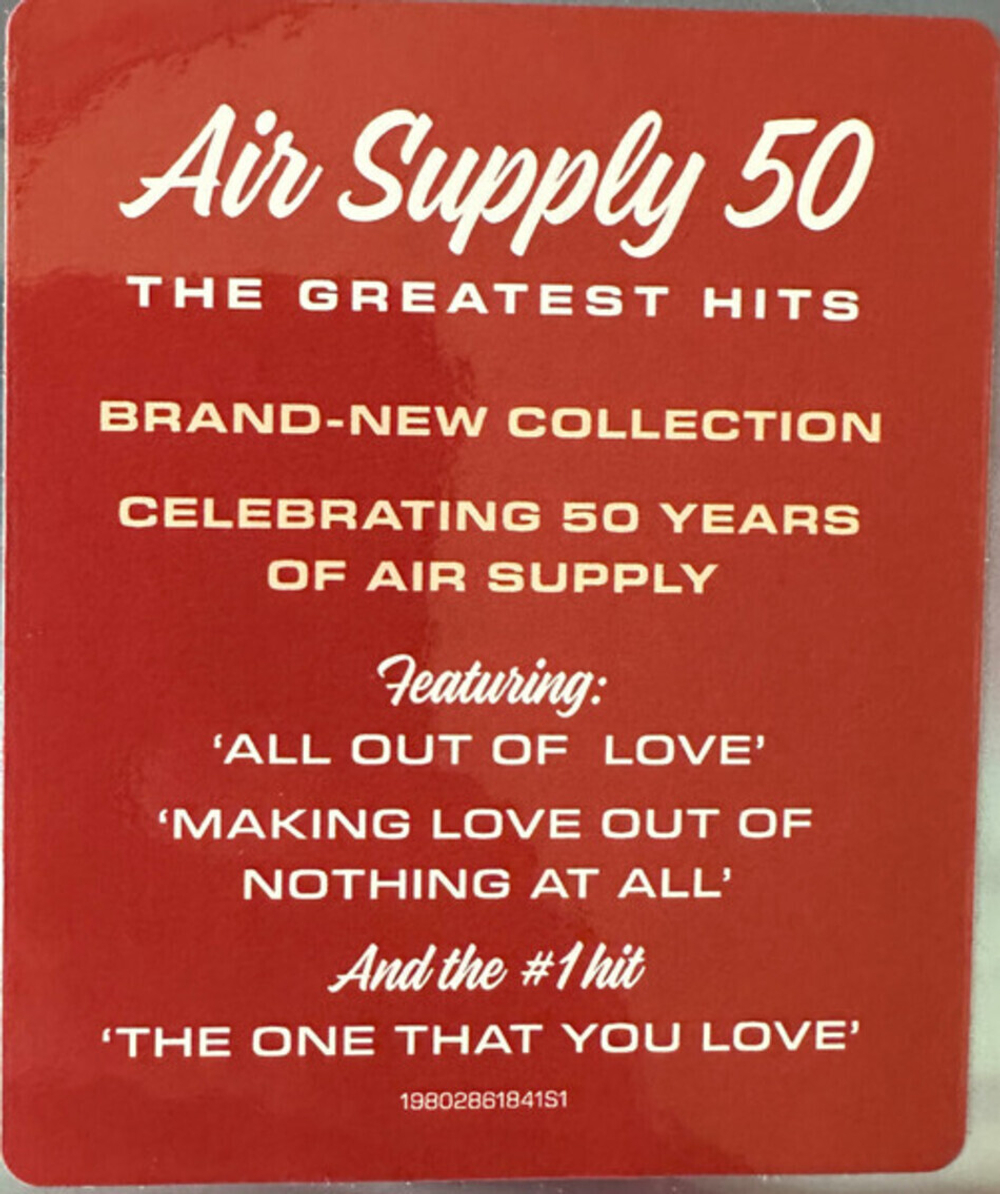 Air Supply 50
THE GREATEST HITS
BRAND-NEW COLLECTION
CELEBRATING 50 YEARS
OF AIR SUPPLY
Featuring:
‘ALL OUT OF LOVE’
‘MAKING LOVE OUT OF
NOTHING AT ALL’
And the #1 hit
‘THE ONE THAT YOU LOVE’
19802861841S1